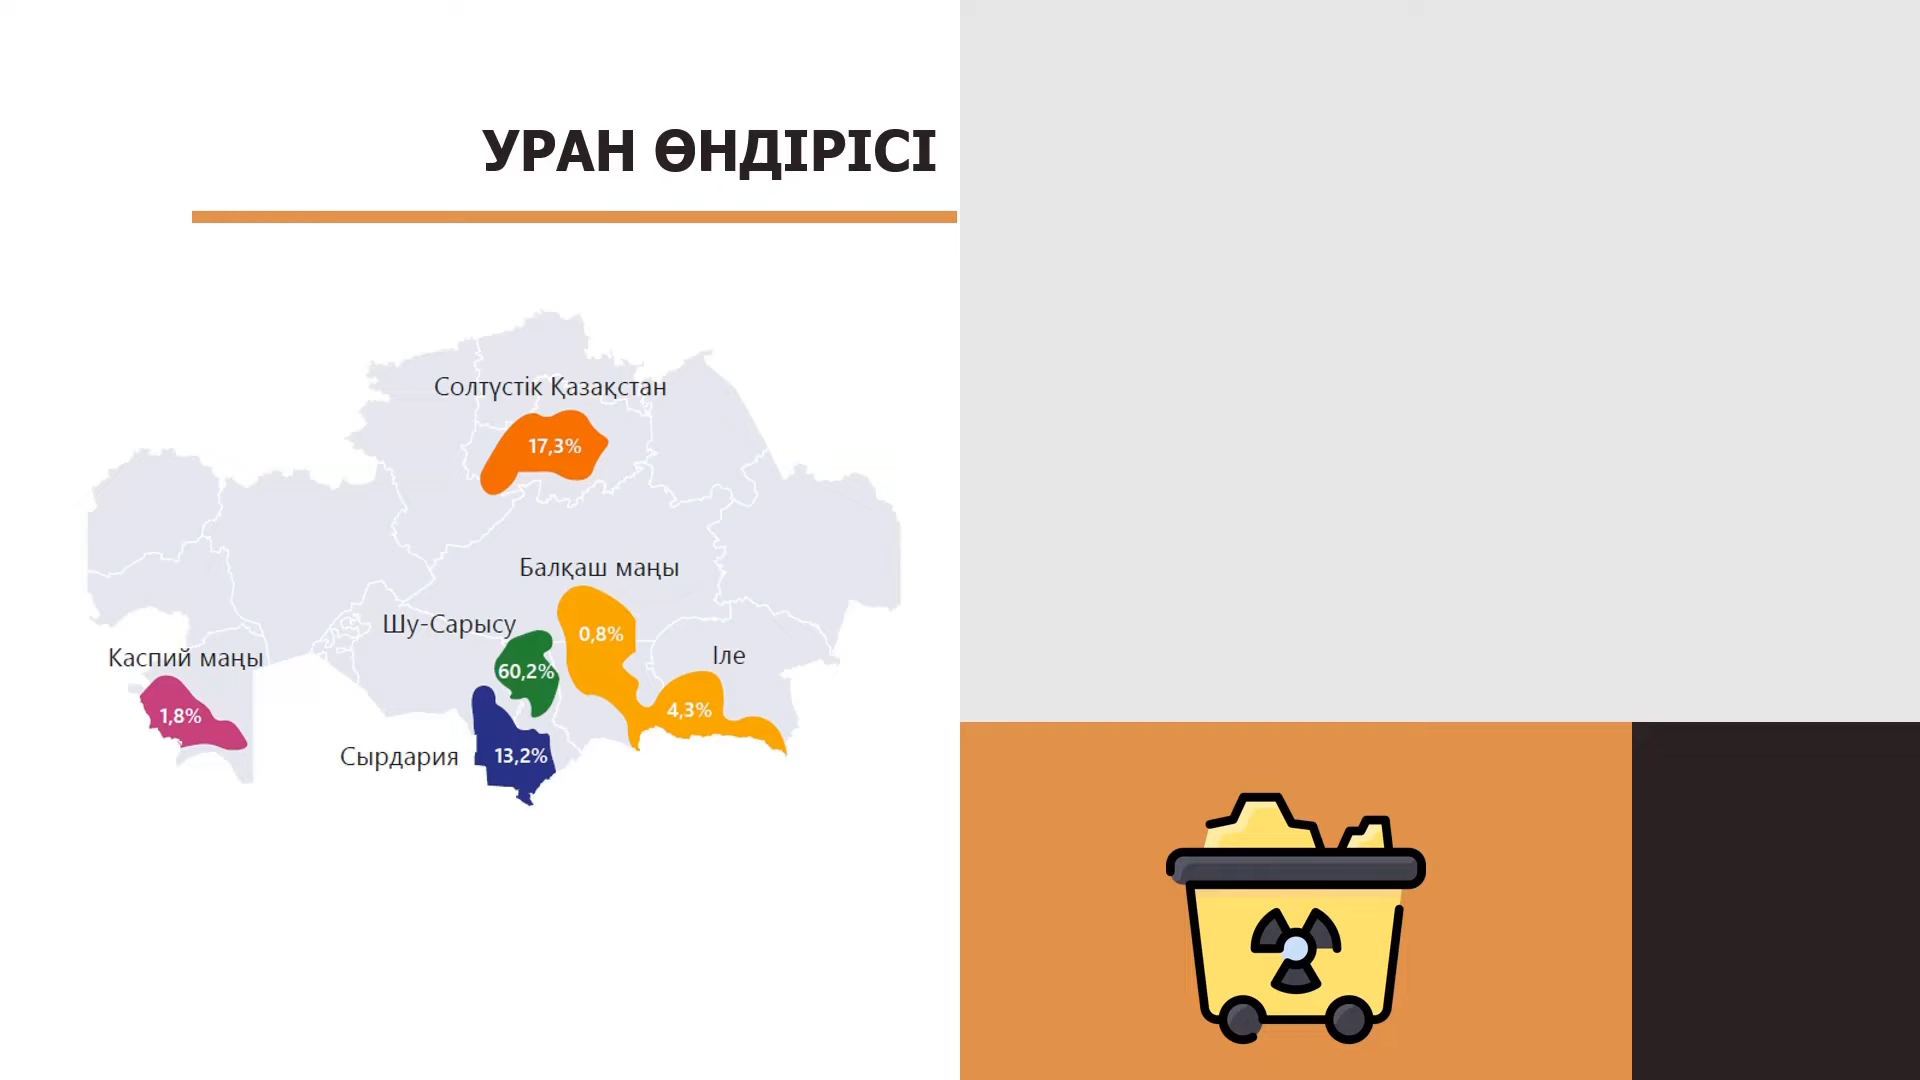 УРАН ӨНДІРІСІ
Солтүстік Қазақстан
17,3%
Балқаш маңы
0,8%
Шу-Сарысу
60,2%
Іле
4,3%
Каспий маңы
1,8%
Сырдария
13,2%